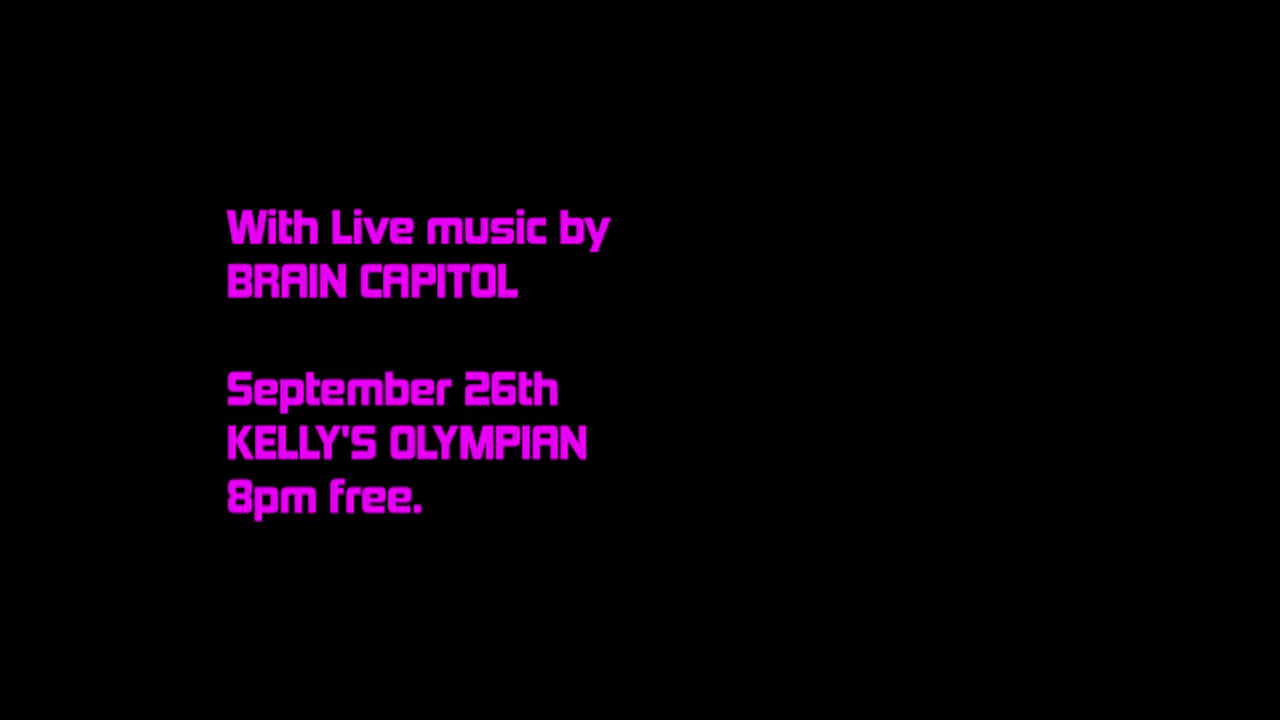 With Live music by
BRAIN CAPITOL
September 26th
KELLY'S OLYMPIAN
8pm free.